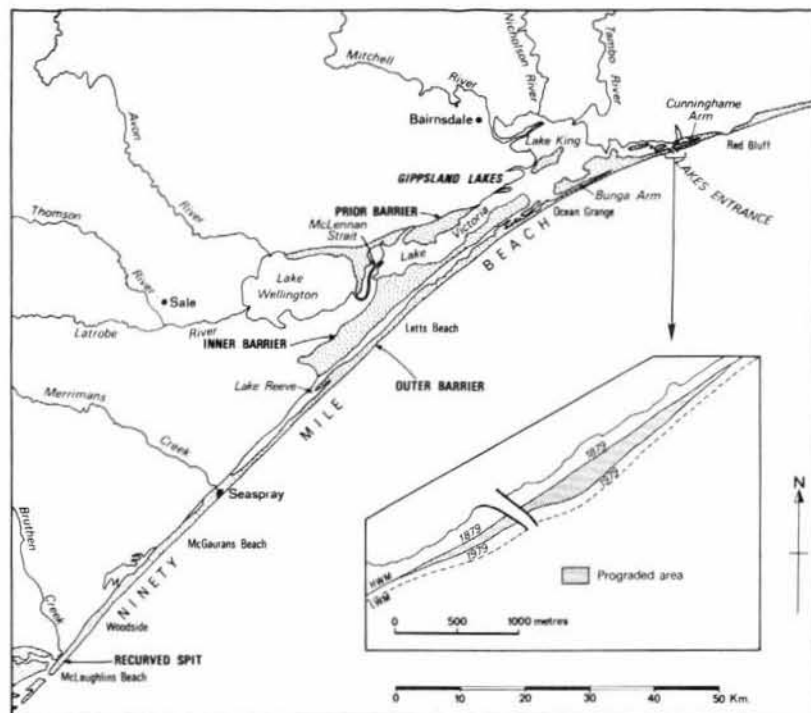 Mitchell
River
Nicholson
River
Tambo
River
Bairnsdale
Cunninghame
Arm
Lake King
Red Bluff
LAKES ENTRANCE
GIPPSLAND LAKES
Bunga Arm
Ocean Grange
PRIOR BARRIER
McLennan
Strait
Avon
River
Lake
Victoria
BEACH
Thomson
River
Lake
Wellington
Sale
Latrobe
River
INNER BARRIER
Letts Beach
OUTER BARRIER
Lake Reeve
MILE
Merrimans
Creek
Seaspray
McGaurans Beach
NINETY
Bruthen
Creek
Woodside
RECURVED SPIT
McLaughlins Beach
1879
1979
1879
1979
HWM
LWM
Prograded area
0 500 1000 metres
N
0 10 20 30 40 50 Km.